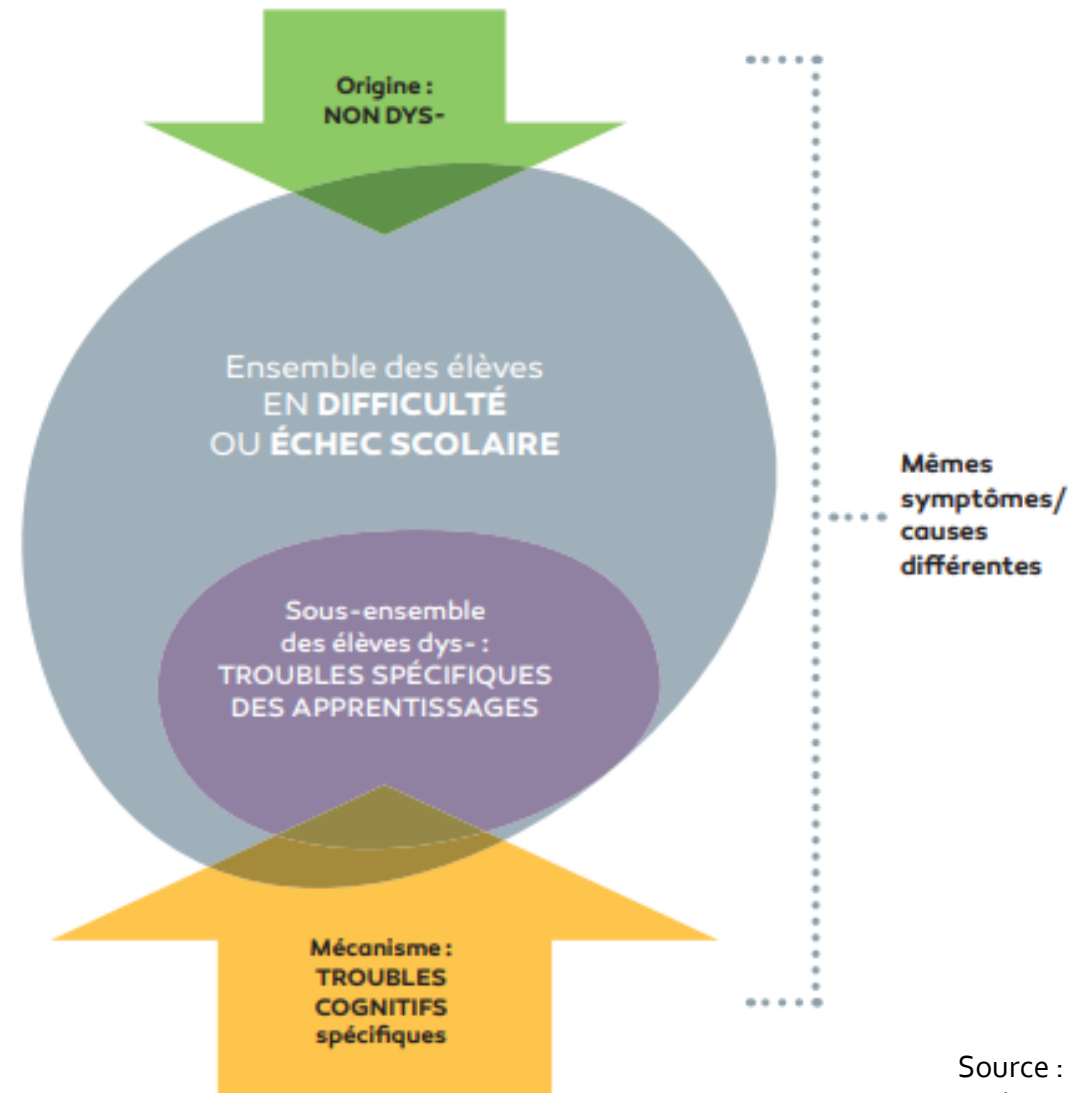 Origine :
NON DYS-
Ensemble des élèves
EN DIFFICULTÉ
OU ÉCHEC SCOLAIRE
Mêmes
symptômes/
causes
différentes
Sous-ensemble
des élèves dys- :
TROUBLES SPÉCIFIQUES
DES APPRENTISSAGES
Mécanisme :
TROUBLES
COGNITIFS
spécifiques
Source :